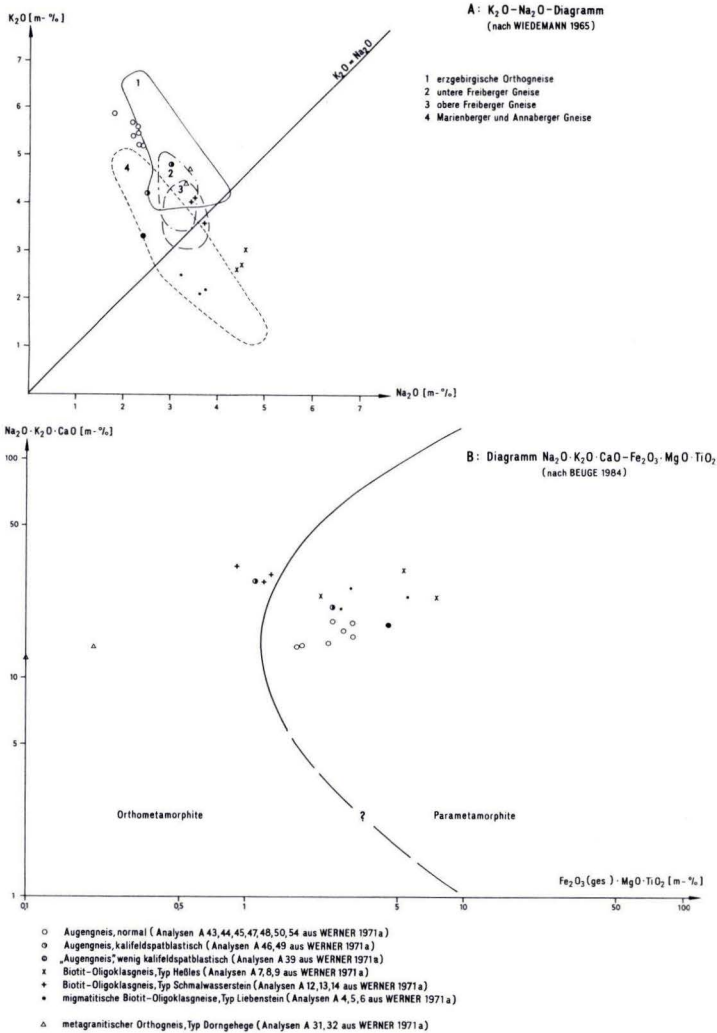 K₂O [m-%]
A: K₂O-Na₂O-Diagramm
(nach WIEDEMANN 1965)
K₂O = Na₂O
1 erzgebirgische Orthogneise
2 untere Freiberger Gneise
3 obere Freiberger Gneise
4 Marienberger und Annaberger Gneise
7
6
5
4
3
2
1
1
2
3
4
1 2 3 4 5 6 7
Na₂O [m-%]
Na₂O·K₂O·CaO [m-%]
B: Diagramm Na₂O·K₂O·CaO-Fe₂O₃·MgO·TiO₂
(nach BEUGE 1984)
100
50
10
5
1
Orthometamorphite
?
Parametamorphite
Fe₂O₃(ges)·MgO·TiO₂ [m-%]
0,1 0,5 1 5 10 50 100
Augengneis, normal (Analysen A 43,44,45,47,48,50,54 aus WERNER 1971a)
Augengneis, kalifeldspatblastisch (Analysen A 46,49 aus WERNER 1971a)
„Augengneis", wenig kalifeldspatblastisch (Analysen A 39 aus WERNER 1971a)
Biotit-Oligoklasgneis, Typ Heßles (Analysen A 7,8,9 aus WERNER 1971a)
Biotit-Oligoklasgneis, Typ Schmalwasserstein (Analysen A 12,13,14 aus WERNER 1971a)
migmatitische Biotit-Oligoklasgneise, Typ Liebenstein (Analysen A 4,5,6 aus WERNER 1971a)
metagranitischer Orthogneis, Typ Dorngehege (Analysen A 31,32 aus WERNER 1971a)